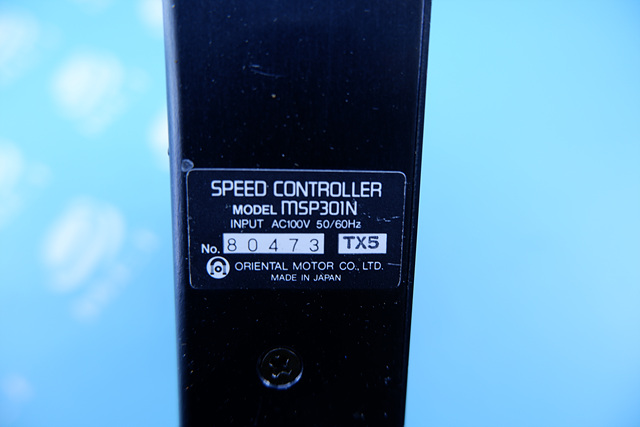 SPEED CONTROLLER
MODEL MSP301N
INPUT AC100V 50/60Hz
No. 80473 TX5
ORIENTAL MOTOR CO., LTD.
MADE IN JAPAN